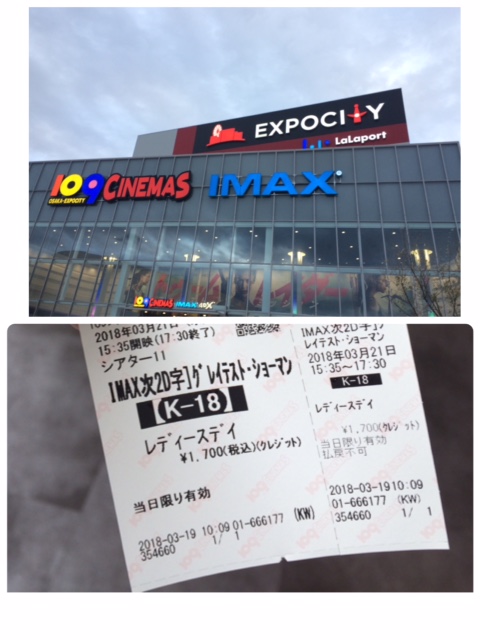 EXPOCITY
LaLaport
109 CINEMAS
OSAKA-EXPOCITY
IMAX
109 CINEMAS IMAX
2018年03月21日
15:35開映(17:30終了)
シアター11
[IMAX次2D字]グレイテスト・ショーマン
【K-18】
レディースデイ
¥1,700(税込)(クレジット)
当日限り有効
2018-03-19 10:09 01-666177 (KW)
354660 1/ 1
[IMAX次2D字]グ
レイテスト・ショーマン
2018年03月21日
15:35~17:30
K-18
レディースデイ
¥1,700(クレジット)
当日限り有効
払戻不可
2018-03-19 10:09
01-666177 (KW)
354660 1/ 1